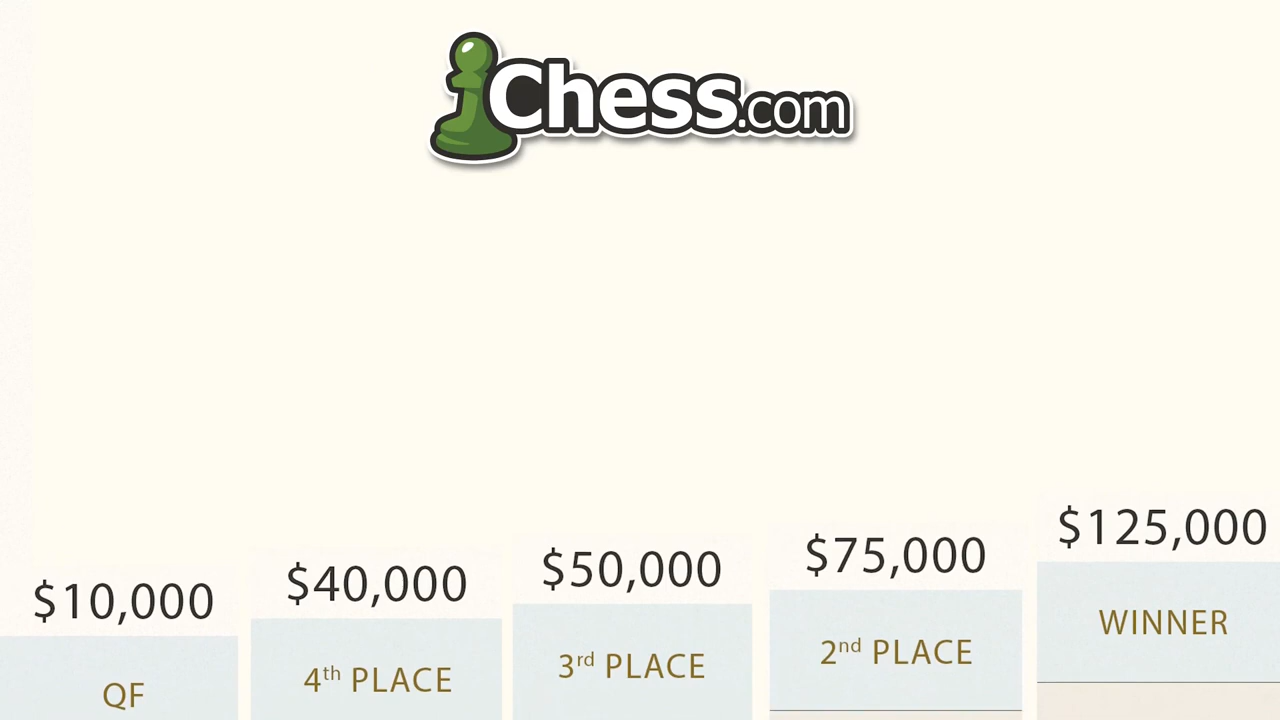 Chess.com
$10,000
QF
$40,000
4th PLACE
$50,000
3rd PLACE
$75,000
2nd PLACE
$125,000
WINNER